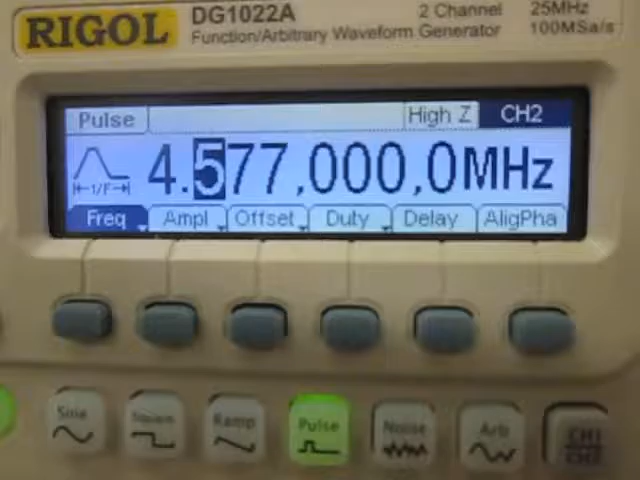 RIGOL DG1022A 2 Channel 25MHz
Function/Arbitrary Waveform Generator 100MSa/s
Pulse High Z CH2
1/F 4.577,000,0MHz
Freq Ampl Offset Duty Delay AligPha
Sine Square Ramp Pulse Noise Arb CH1
CH2